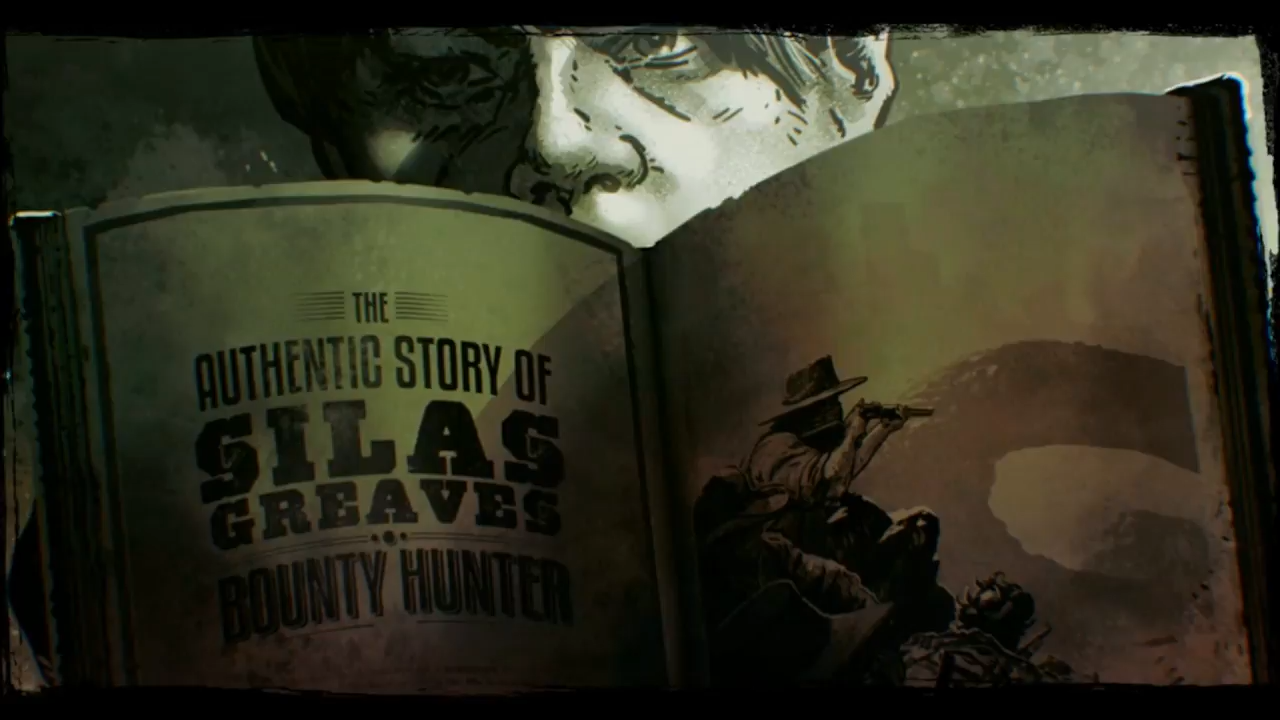 THE
AUTHENTIC STORY OF
SILAS
GREAVES
BOUNTY HUNTER